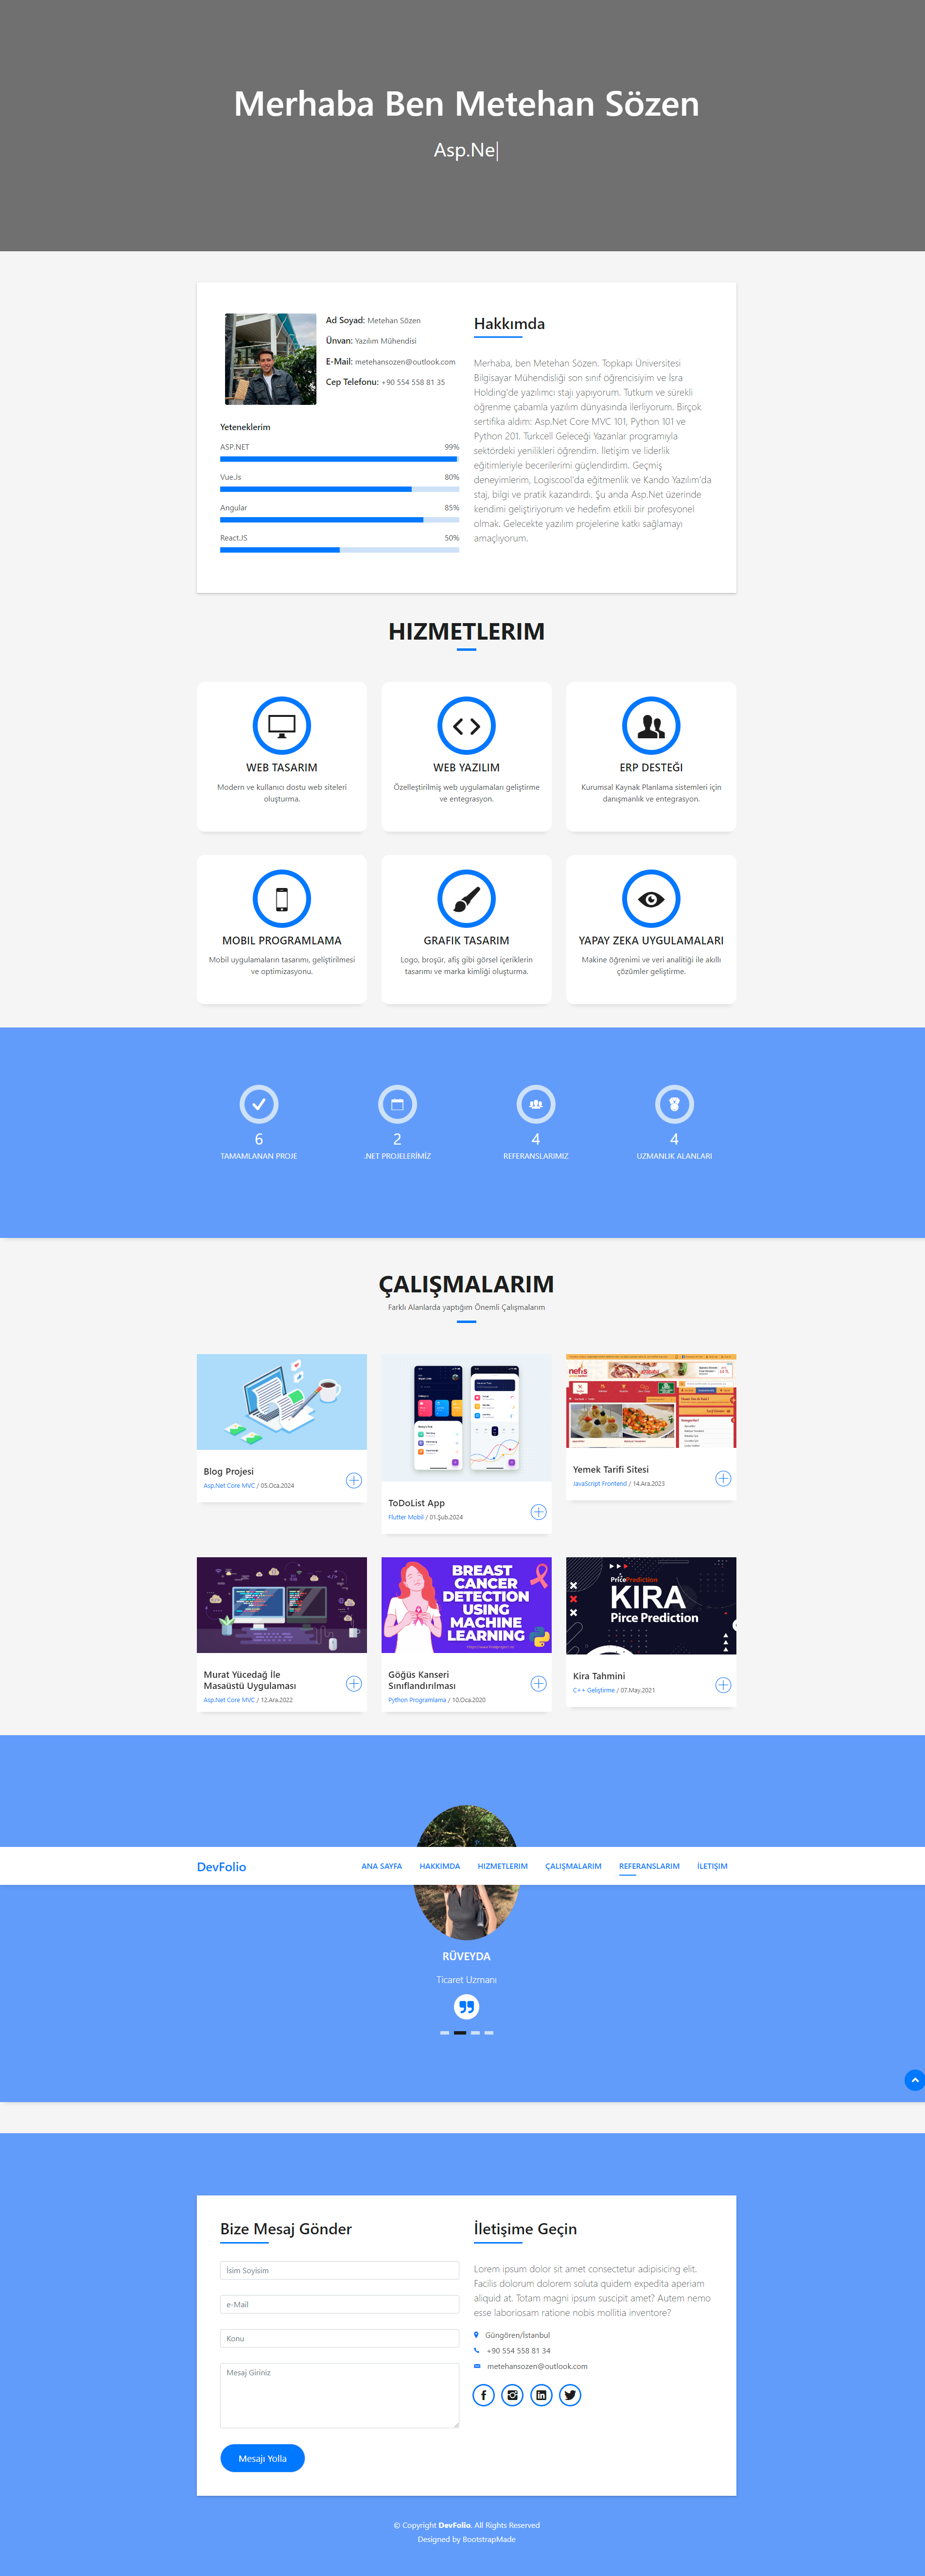 Merhaba Ben Metehan Sözen
Asp.Ne
Ad Soyad: Metehan Sözen
Ünvan: Yazılım Mühendisi
E-Mail: metehansozen@outlook.com
Cep Telefonu: +90 554 558 81 35
Yeteneklerim
ASP.NET 99%
Vue.Js 80%
Angular 85%
React.JS 50%
Hakkımda
Merhaba, ben Metehan Sözen. Topkapı Üniversitesi
Bilgisayar Mühendisliği son sınıf öğrencisiyim ve İsra
Holding'de yazılımcı stajı yapıyorum. Tutkum ve sürekli
öğrenme çabamla yazılım dünyasında ilerliyorum. Birçok
sertifika aldım: Asp.Net Core MVC 101, Python 101 ve
Python 201. Turkcell Geleceği Yazanlar programıyla
sektördeki yenilikleri öğrendim. İletişim ve liderlik
eğitimleriyle becerilerimi güçlendirdim. Geçmiş
deneyimlerim, Logiscool'da eğitmenlik ve Kando Yazılım'da
staj, bilgi ve pratik kazandırdı. Şu anda Asp.Net üzerinde
kendimi geliştiriyorum ve hedefim etkili bir profesyonel
olmak. Gelecekte yazılım projelerine katkı sağlamayı
amaçlıyorum.
HIZMETLERIM
WEB TASARIM
Modern ve kullanıcı dostu web siteleri
oluşturma.
WEB YAZILIM
Özelleştirilmiş web uygulamaları geliştirme
ve entegrasyon.
ERP DESTEĞI
Kurumsal Kaynak Planlama sistemleri için
danışmanlık ve entegrasyon.
MOBIL PROGRAMLAMA
Mobil uygulamaların tasarımı, geliştirilmesi
ve optimizasyonu.
GRAFIK TASARIM
Logo, broşür, afiş gibi görsel içeriklerin
tasarımı ve marka kimliği oluşturma.
YAPAY ZEKA UYGULAMALARI
Makine öğrenimi ve veri analitiği ile akıllı
çözümler geliştirme.
6
TAMAMLANAN PROJE
2
.NET PROJELERİMİZ
4
REFERANSLARIMIZ
4
UZMANLIK ALANLARI
ÇALIŞMALARIM
Farklı Alanlarda yaptığım Önemli Çalışmalarım
Blog Projesi
Asp.Net Core MVC / 05.Oca.2024
ToDoList App
Flutter Mobil / 01.Şub.2024
nefis
Yemek Tarifi Sitesi
JavaScript Frontend / 14.Ara.2023
Murat Yücedağ İle
Masaüstü Uygulaması
Asp.Net Core MVC / 12.Ara.2022
BREAST
CANCER
DETECTION
USING
MACHINE
LEARNING
Göğüs Kanseri
Sınıflandırılması
Python Programlama / 10.Oca.2020
PricePrediction
KIRA
Pirce Prediction
Kira Tahmini
C++ Geliştirme / 07.May.2021
DevFolio
ANA SAYFA
HAKKIMDA
HIZMETLERIM
ÇALIŞMALARIM
REFERANSLARIM
İLETIŞIM
RÜVEYDA
Ticaret Uzmanı
Bize Mesaj Gönder
İsim Soyisim
e-Mail
Konu
Mesaj Giriniz
Mesajı Yolla
İletişime Geçin
Lorem ipsum dolor sit amet consectetur adipisicing elit.
Facilis dolorum dolorem soluta quidem expedita aperiam
aliquid at. Totam magni ipsum suscipit amet? Autem nemo
esse laboriosam ratione nobis mollitia inventore?
Güngören/İstanbul
+90 554 558 81 34
metehansozen@outlook.com
© Copyright DevFolio. All Rights Reserved
Designed by BootstrapMade